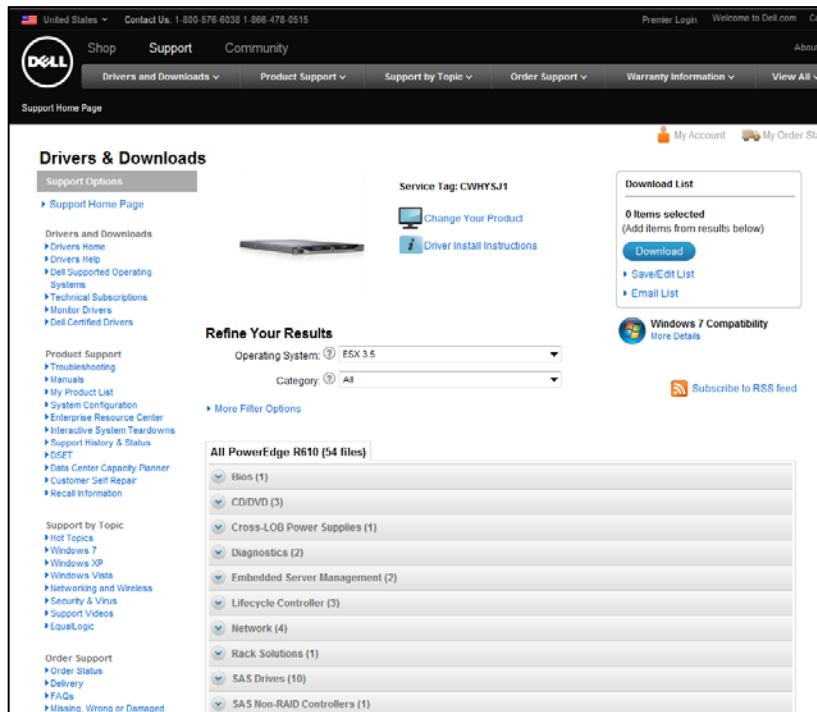 United States Contact Us: 1-800-576-6038 1-866-478-0515 Premier Login Welcome to Dell.com
DELL
Shop Support Community About
Drivers and Downloads Product Support Support by Topic Order Support Warranty Information View All
Support Home Page
My Account My Order Sta
Drivers & Downloads
Support Options
Support Home Page
Drivers and Downloads
Drivers Home
Drivers Help
Dell Supported Operating
Systems
Technical Subscriptions
Monitor Drivers
Dell Certified Drivers
Product Support
Troubleshooting
Manuals
My Product List
System Configuration
Enterprise Resource Center
Interactive System Teardowns
Support History & Status
DSET
Data Center Capacity Planner
Customer Self Repair
Recall Information
Support by Topic
Hot Topics
Windows 7
Windows XP
Windows Vista
Networking and Wireless
Security & Virus
Support Videos
EqualLogic
Order Support
Order Status
Delivery
FAQs
Missing, Wrong or Damaged
Service Tag: CWHYSJ1
Change Your Product
i Driver Install Instructions
Download List
0 Items selected
(Add items from results below)
Download
Save/Edit List
Email List
Windows 7 Compatibility
More Details
Subscribe to RSS feed
Refine Your Results
Operating System: ? ESX 3.5
Category: ? All
More Filter Options
All PowerEdge R610 (54 files)
Bios (1)
CD/DVD (3)
Cross-LOB Power Supplies (1)
Diagnostics (2)
Embedded Server Management (2)
Lifecycle Controller (3)
Network (4)
Rack Solutions (1)
SAS Drives (10)
SAS Non-RAID Controllers (1)